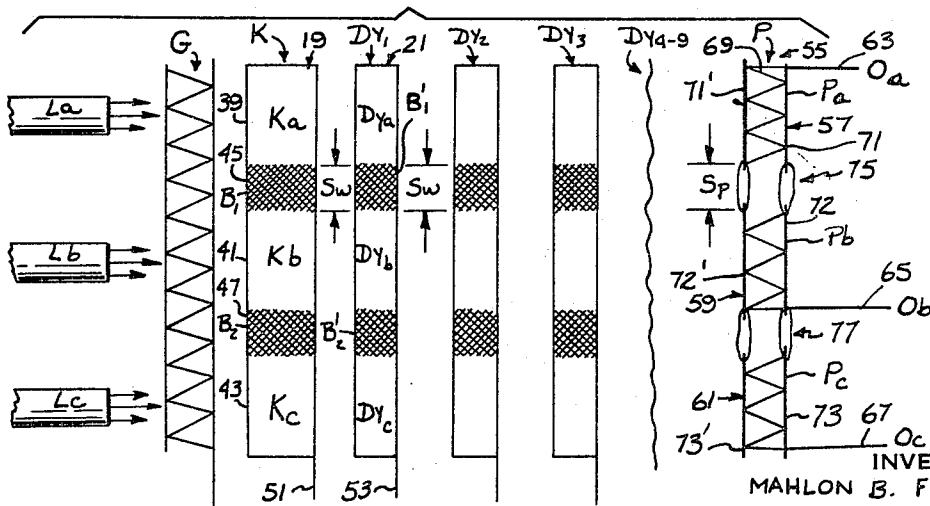 G K 19 DY1 21 DY2 DY3 DY4-9 69 P 55 63 Oa
La 39 Ka DYa B'1 71' Pa 57 71
45 B1 Sw Sw Sp 75
Lb 41 Kb DYb 72 Pb 72' 59 65 Ob
47 B2 B'2 77
Lc 43 Kc DYc 61 Pc 73 67 Oc
51 53 73' INVE
MAHLON B. F